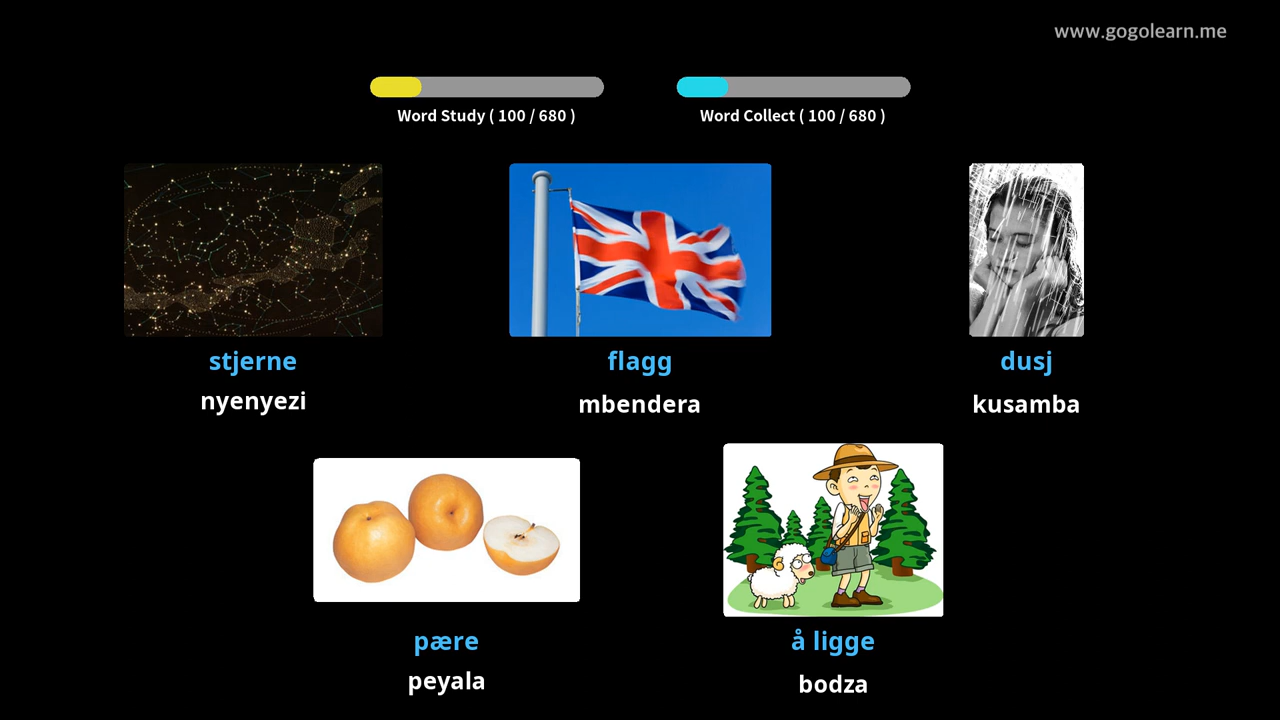 www.gogolearn.me
Word Study ( 100 / 680 )
Word Collect ( 100 / 680 )
stjerne
nyenyezi
flagg
mbendera
dusj
kusamba
pære
peyala
å ligge
bodza